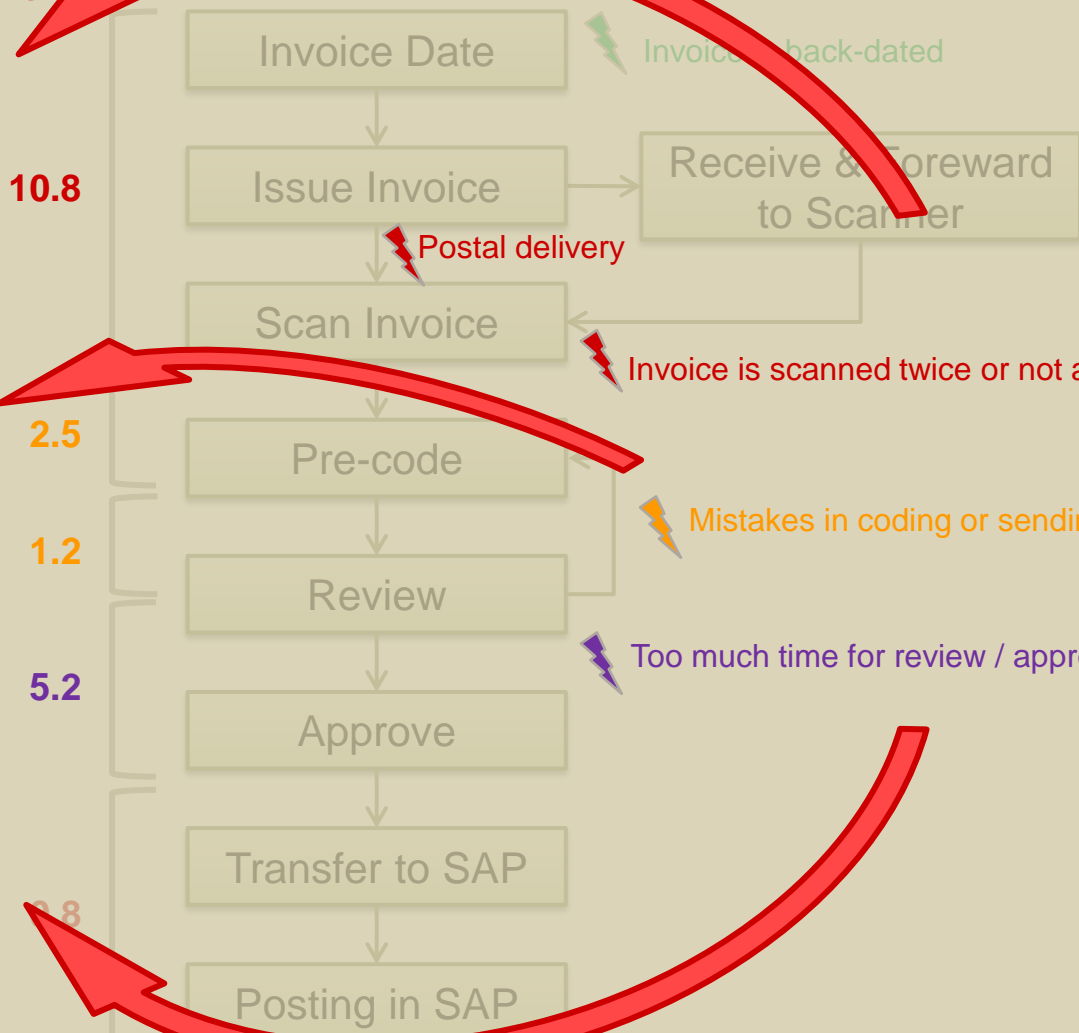 Invoice Date
Invoice back-dated
10.8
Issue Invoice
Receive & Foreward
to Scanner
Postal delivery
Scan Invoice
Invoice is scanned twice or not
2.5
Pre-code
Mistakes in coding or
1.2
Review
Too much time for review /
5.2
Approve
Transfer to SAP
Posting in SAP